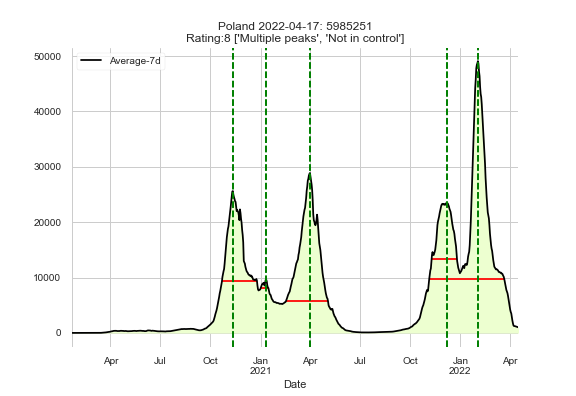 Poland 2022-04-17: 5985251
Rating:8 ['Multiple peaks', 'Not in control']
Average-7d
50000
40000
30000
20000
10000
0
Apr Jul Oct Jan Apr Jul Oct Jan Apr
2021 2022
Date